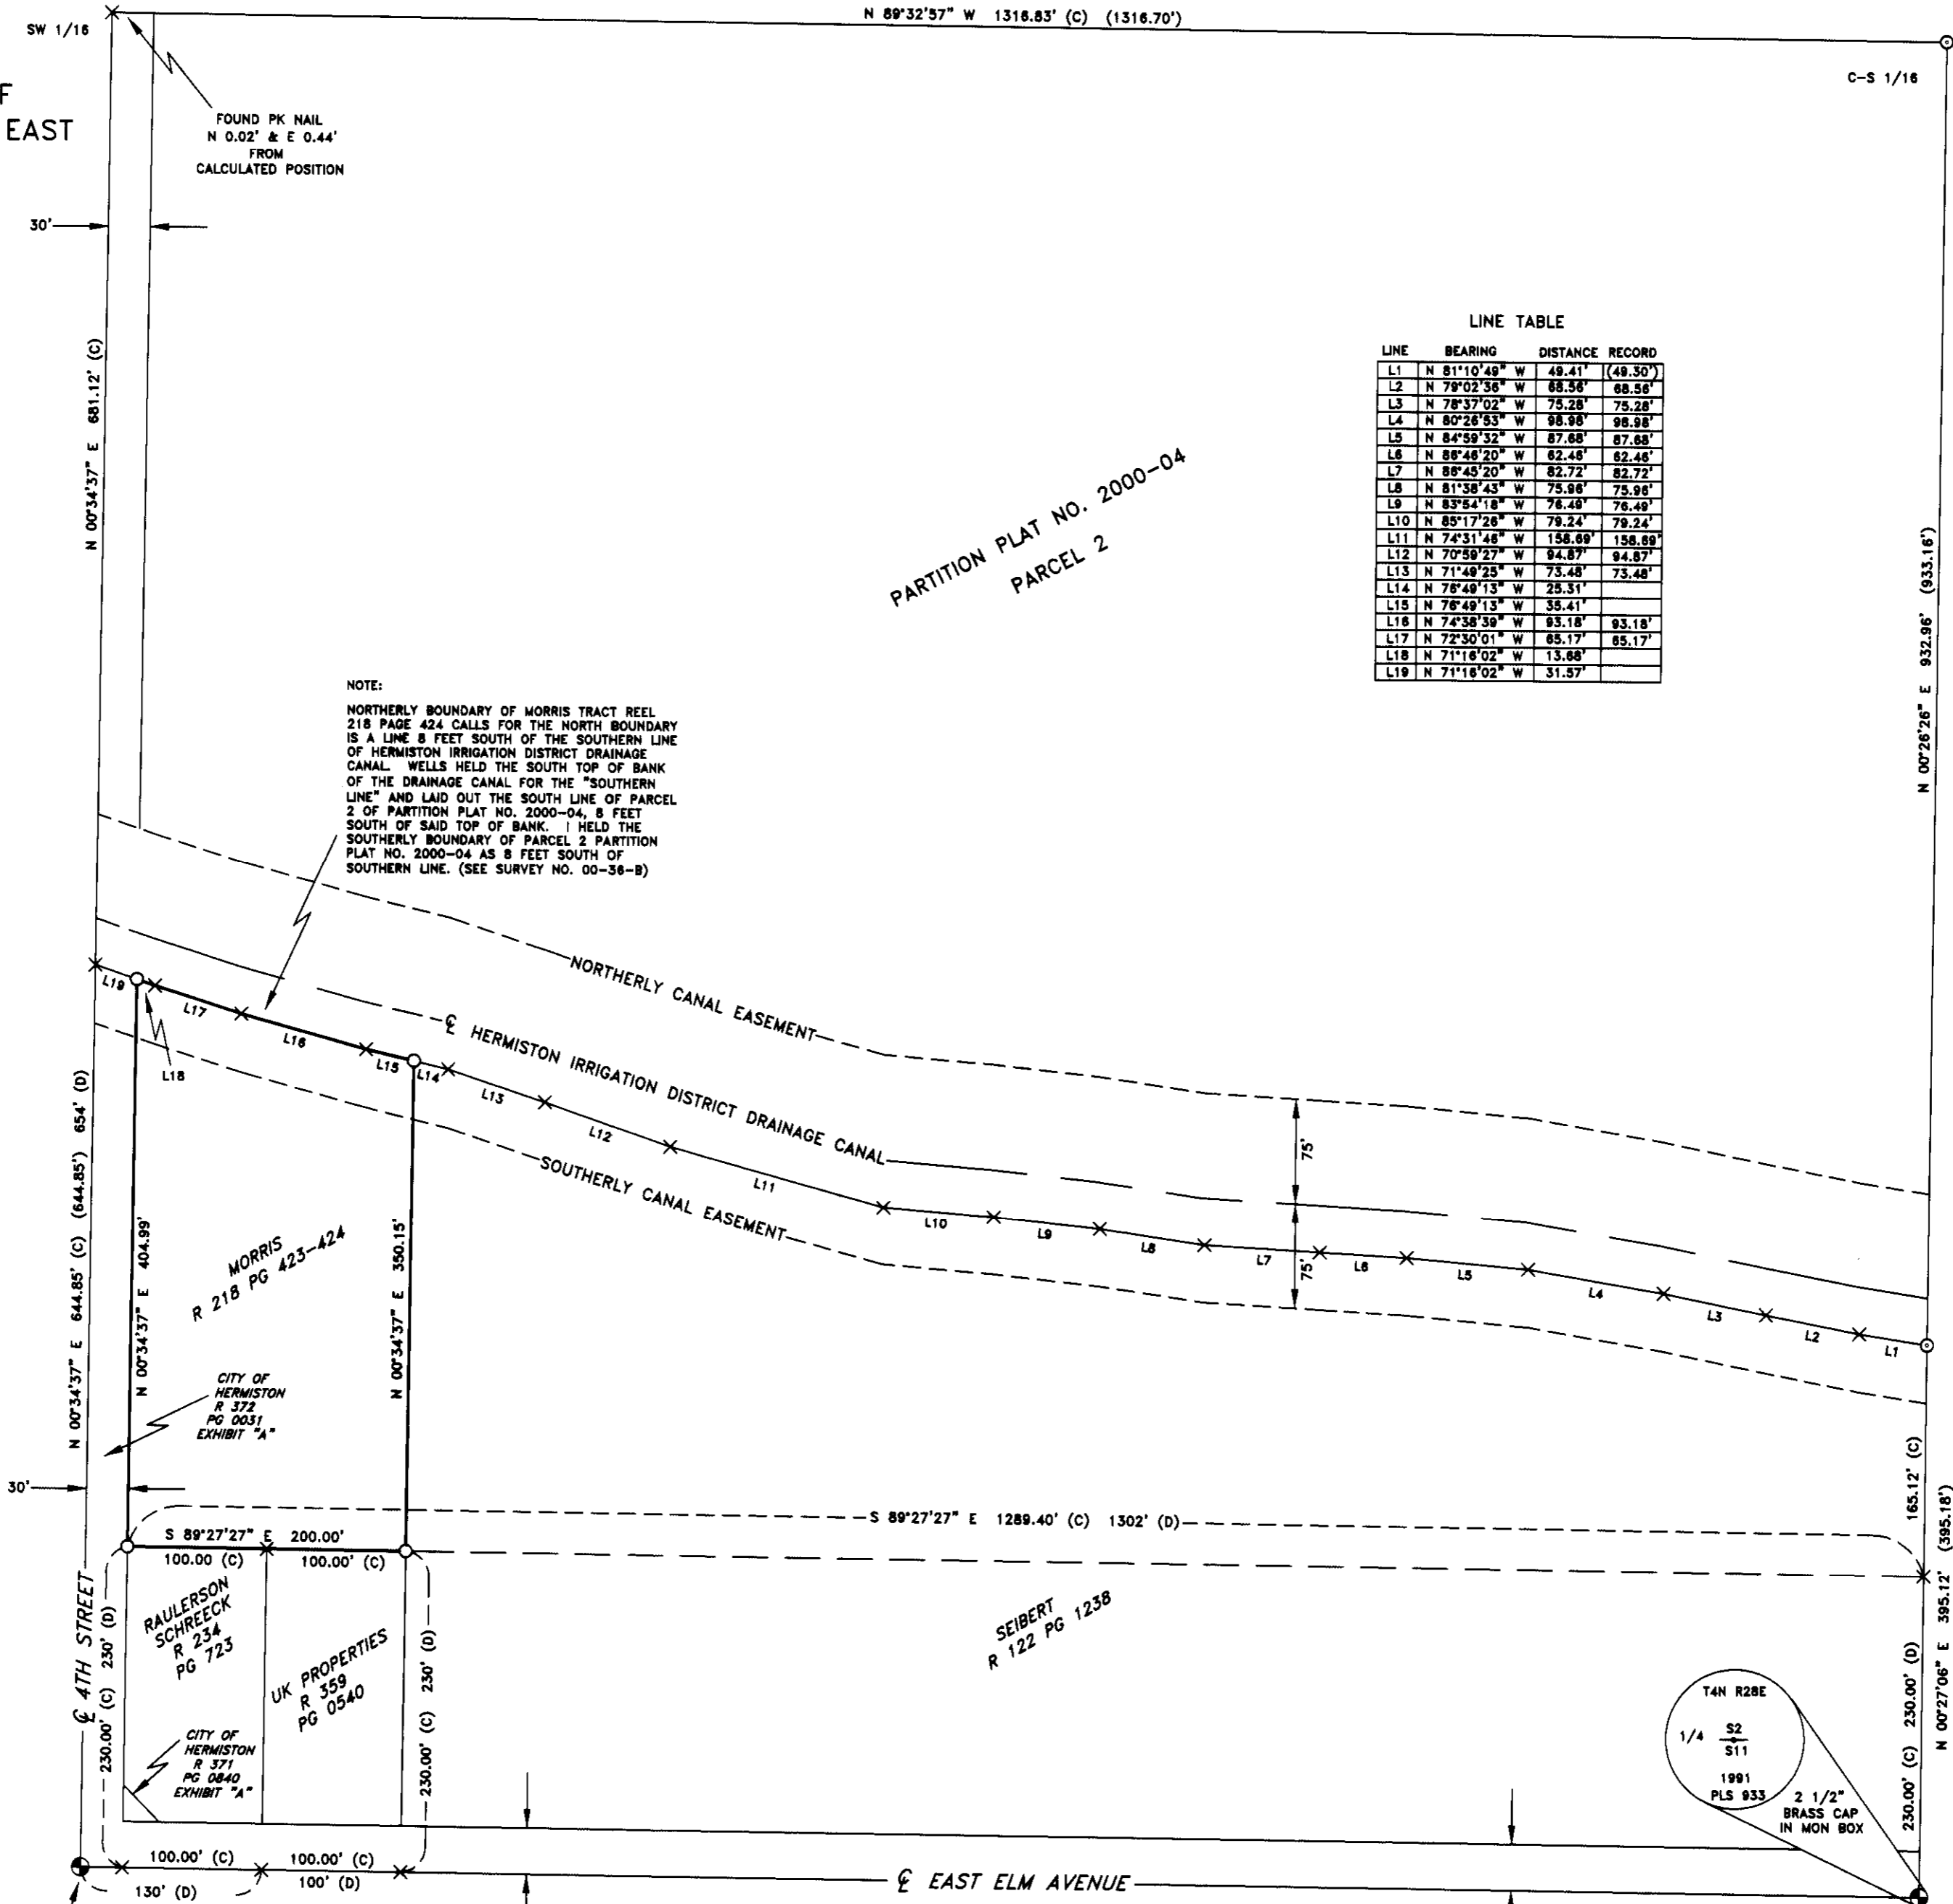 N 89°32'57" W 1316.83' (C) (1316.70')
SW 1/16
C-S 1/16
F
EAST
FOUND PK NAIL
N 0.02' & E 0.44'
FROM
CALCULATED POSITION
30'
N 00°34'37" E 681.12' (C)
LINE TABLE
LINE BEARING DISTANCE RECORD
L1 N 81°10'49" W 49.41' (49.30')
L2 N 79°02'36" W 68.56' 68.56'
L3 N 78°37'02" W 75.28' 75.28'
L4 N 80°26'53" W 98.98' 98.98'
L5 N 84°59'32" W 87.68' 87.68'
L6 N 86°46'20" W 62.46' 62.46'
L7 N 86°45'20" W 82.72' 82.72'
L8 N 81°38'43" W 75.96' 75.96'
L9 N 83°54'18" W 76.49' 76.49'
L10 N 85°17'26" W 79.24' 79.24'
L11 N 74°31'46" W 158.69' 158.69'
L12 N 70°59'27" W 94.87' 94.87'
L13 N 71°49'25" W 73.48' 73.48'
L14 N 76°49'13" W 25.31'
L15 N 76°49'13" W 35.41'
L16 N 74°38'39" W 93.18' 93.18'
L17 N 72°30'01" W 65.17' 65.17'
L18 N 71°16'02" W 13.68'
L19 N 71°16'02" W 31.57'
PARTITION PLAT NO. 2000-04
PARCEL 2
N 00°26'26" E 932.96' (933.16')
NOTE:
NORTHERLY BOUNDARY OF MORRIS TRACT REEL
218 PAGE 424 CALLS FOR THE NORTH BOUNDARY
IS A LINE 8 FEET SOUTH OF THE SOUTHERN LINE
OF HERMISTON IRRIGATION DISTRICT DRAINAGE
CANAL. WELLS HELD THE SOUTH TOP OF BANK
OF THE DRAINAGE CANAL FOR THE "SOUTHERN
LINE" AND LAID OUT THE SOUTH LINE OF PARCEL
2 OF PARTITION PLAT NO. 2000-04, 8 FEET
SOUTH OF SAID TOP OF BANK. I HELD THE
SOUTHERLY BOUNDARY OF PARCEL 2 PARTITION
PLAT NO. 2000-04 AS 8 FEET SOUTH OF
SOUTHERN LINE. (SEE SURVEY NO. 00-36-B)
NORTHERLY CANAL EASEMENT
℄ HERMISTON IRRIGATION DISTRICT DRAINAGE CANAL
SOUTHERLY CANAL EASEMENT
L19
L18
L17
L16
L15
L14
L13
L12
L11
L10
L9
L8
L7
L6
L5
L4
L3
L2
L1
75'
75'
N 00°34'37" E 644.85' (C) (644.85') 654' (D)
N 00°34'37" E 404.99'
N 00°34'37" E 350.15'
MORRIS
R 218 PG 423-424
CITY OF
HERMISTON
R 372
PG 0031
EXHIBIT "A"
30'
S 89°27'27" E 200.00'
100.00 (C) 100.00' (C)
S 89°27'27" E 1289.40' (C) 1302' (D)
165.12' (C)
N 00°27'06" E 395.12' (395.18')
230.00' (C) 230.00' (D)
℄ 4TH STREET
230.00' (C) 230' (D)
RAULERSON
SCHREECK
R 234
PG 723
UK PROPERTIES
R 359
PG 0540
230.00' (C) 230' (D)
SEIBERT
R 122 PG 1238
CITY OF
HERMISTON
R 371
PG 0840
EXHIBIT "A"
T4N R28E
1/4 S2
S11
1991
PLS 933
2 1/2"
BRASS CAP
IN MON BOX
100.00' (C) 100.00' (C)
130' (D) 100' (D)
℄ EAST ELM AVENUE